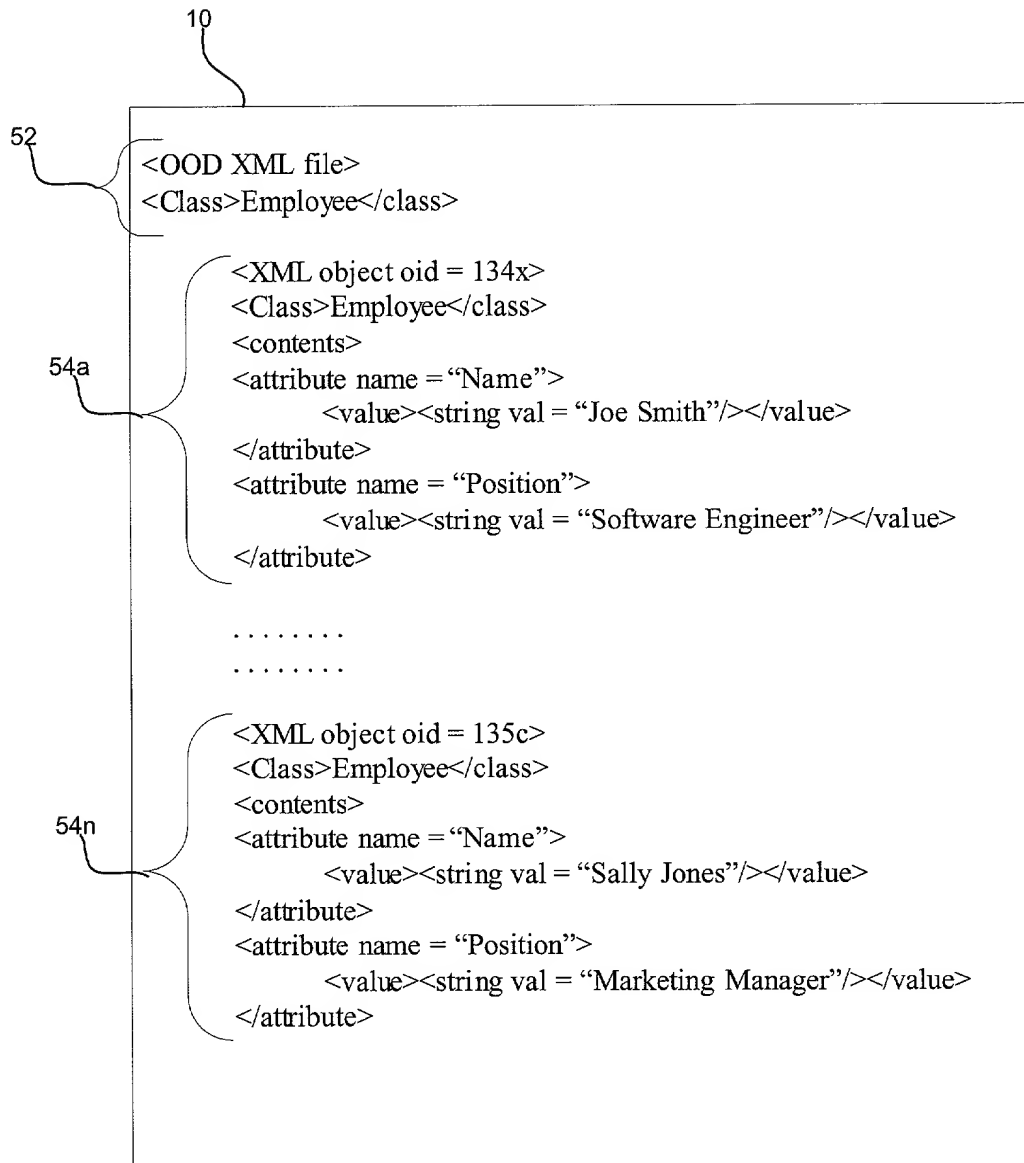 10
52
<OOD XML file>
<Class>Employee</class>
<XML object oid = 134x>
<Class>Employee</class>
<contents>
54a
<attribute name = “Name”>
<value><string val = “Joe Smith”/></value>
</attribute>
<attribute name = “Position”>
<value><string val = “Software Engineer”/></value>
</attribute>
. . . . . . . .
. . . . . . . .
<XML object oid = 135c>
<Class>Employee</class>
<contents>
54n
<attribute name = “Name”>
<value><string val = “Sally Jones”/></value>
</attribute>
<attribute name = “Position”>
<value><string val = “Marketing Manager”/></value>
</attribute>